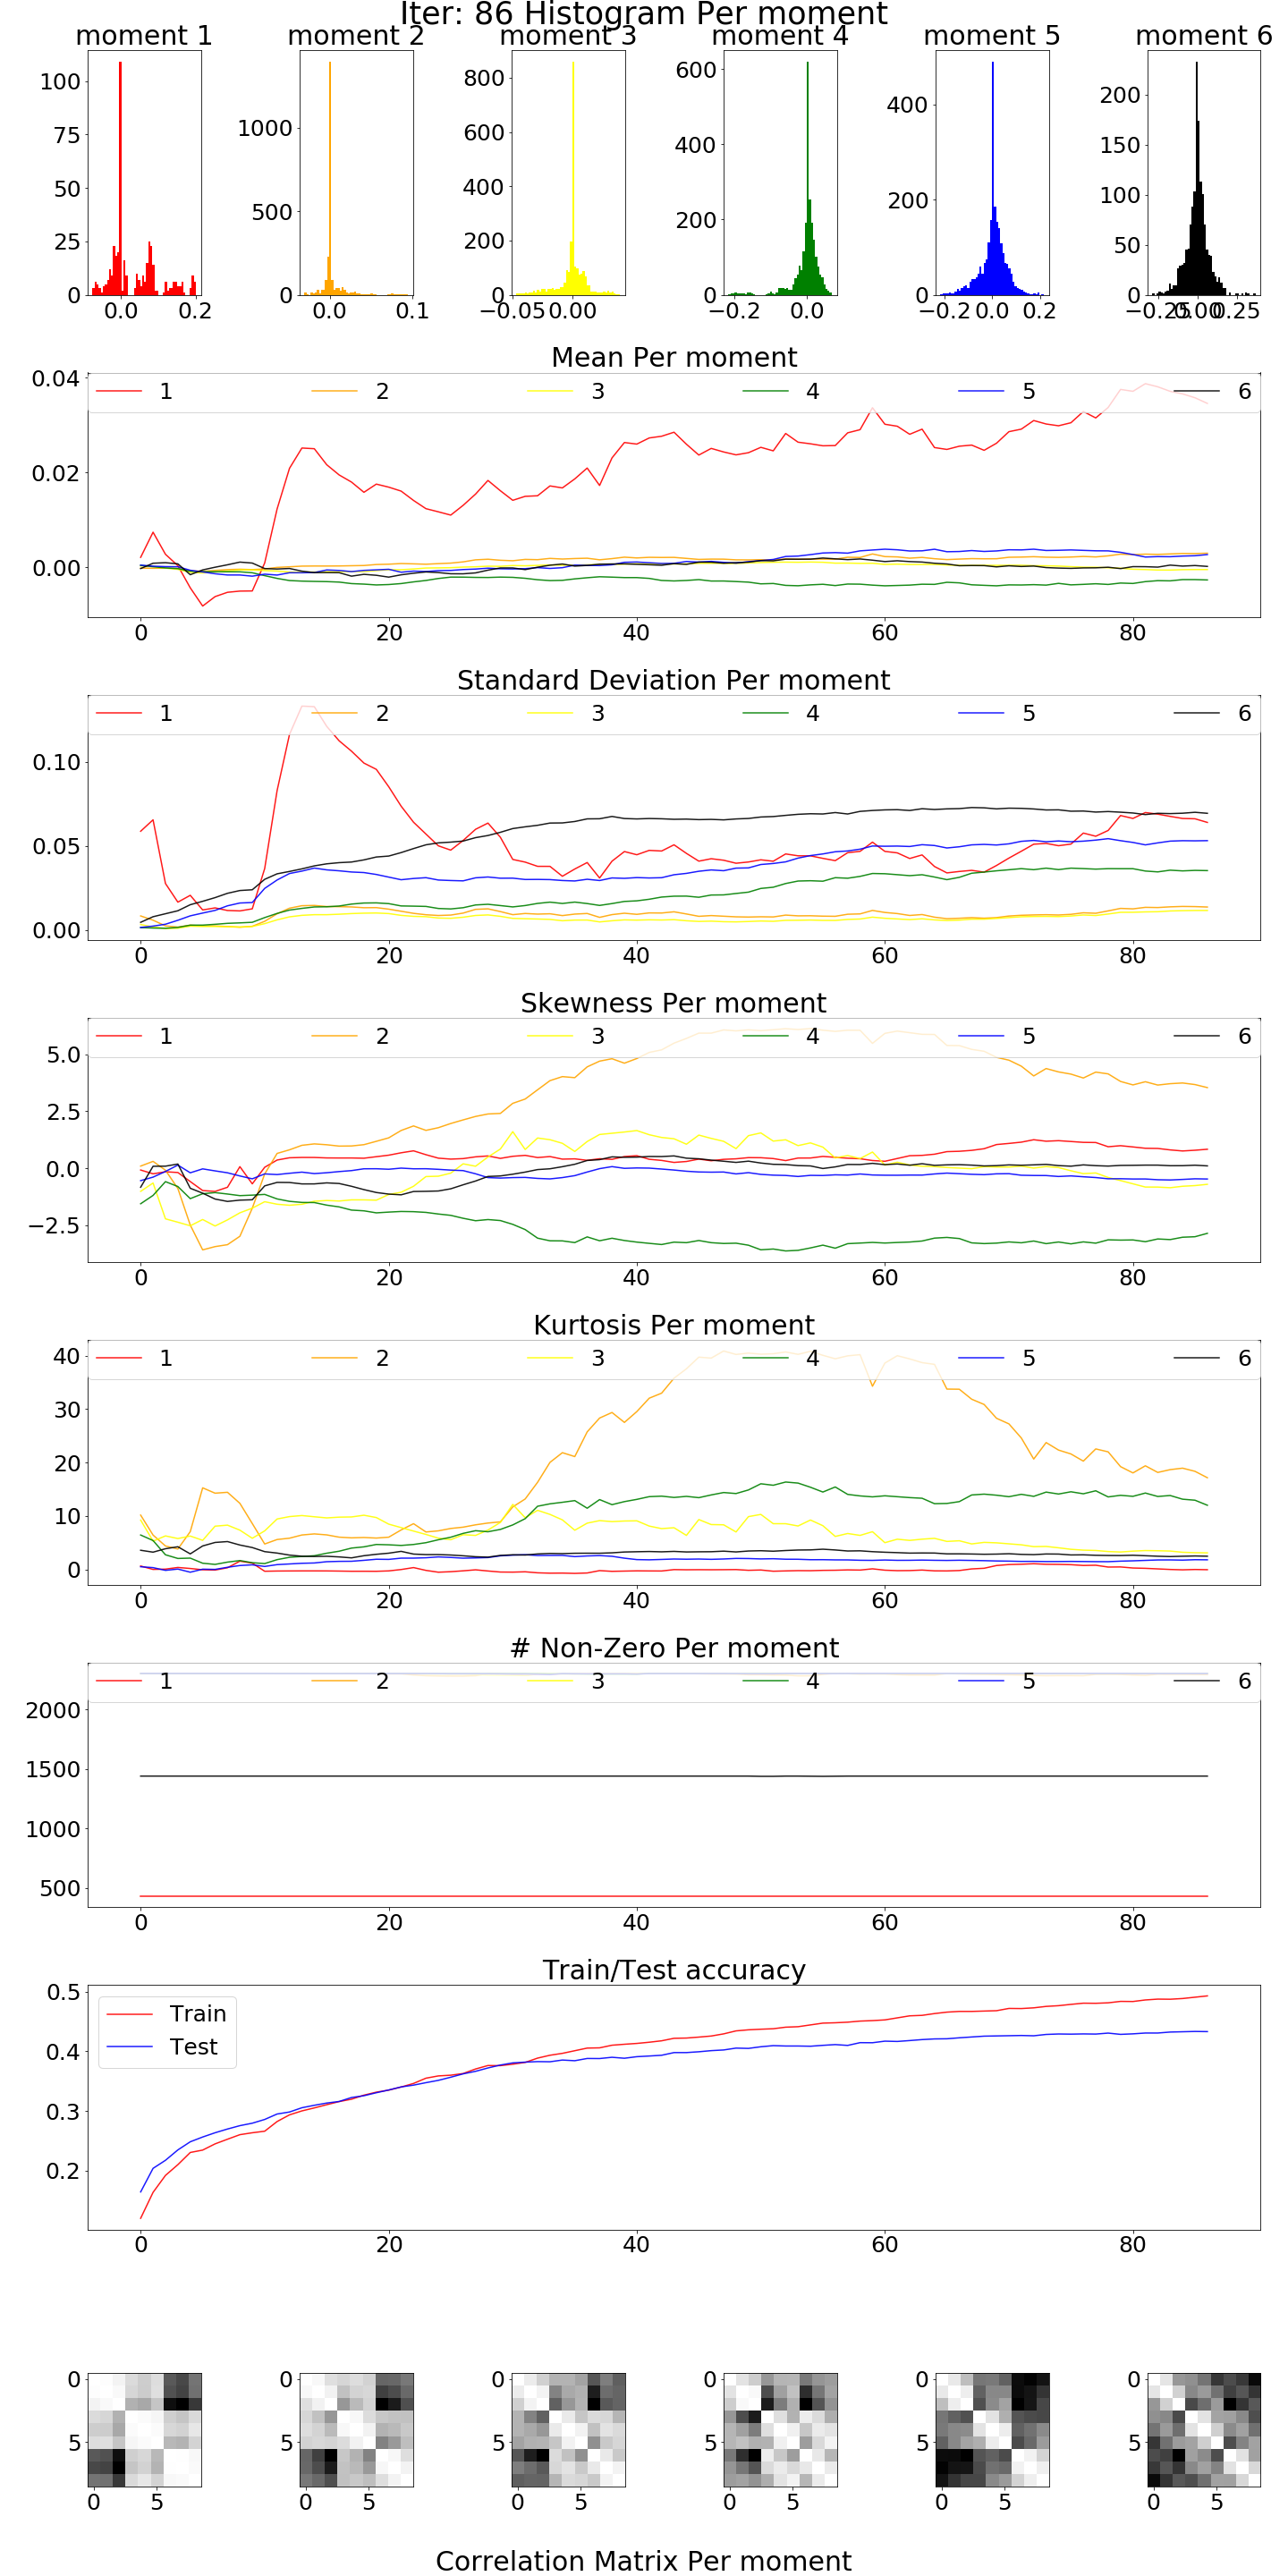 Iter: 86 Histogram Per moment
moment 1 moment 2 moment 3 moment 4 moment 5 moment 6
100 75 50 25 0
0.0 0.2
1000 500 0
0.0 0.1
800 600 400 200 0
−0.05 0.00
600 400 200 0
−0.2 0.0
400 200 0
−0.2 0.0 0.2
200 150 100 50 0
−0.25 0.00 0.25
Mean Per moment
1 2 3 4 5 6
0.04
0.02
0.00
0 20 40 60 80
Standard Deviation Per moment
1 2 3 4 5 6
0.10
0.05
0.00
0 20 40 60 80
Skewness Per moment
1 2 3 4 5 6
5.0
2.5
0.0
−2.5
0 20 40 60 80
Kurtosis Per moment
1 2 3 4 5 6
40
30
20
10
0
0 20 40 60 80
# Non-Zero Per moment
1 2 3 4 5 6
2000
1500
1000
500
0 20 40 60 80
Train/Test accuracy
Train
Test
0.5
0.4
0.3
0.2
0 20 40 60 80
0 0 0 0 0 0
5 5 5 5 5 5
0 5 0 5 0 5 0 5 0 5 0 5
Correlation Matrix Per moment